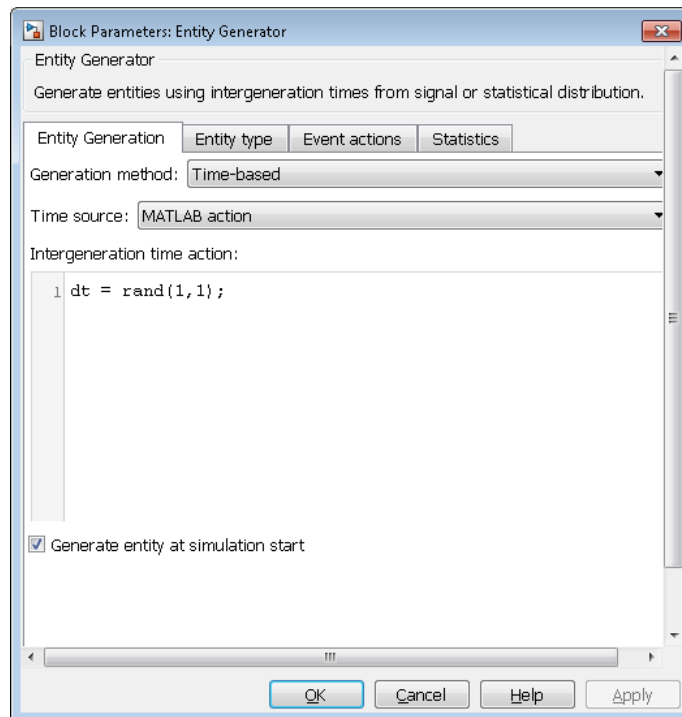 Block Parameters: Entity Generator
Entity Generator
Generate entities using intergeneration times from signal or statistical distribution.
Entity Generation Entity type Event actions Statistics
Generation method: Time-based
Time source: MATLAB action
Intergeneration time action:
1 dt = rand(1,1);
Generate entity at simulation start
OK Cancel Help Apply